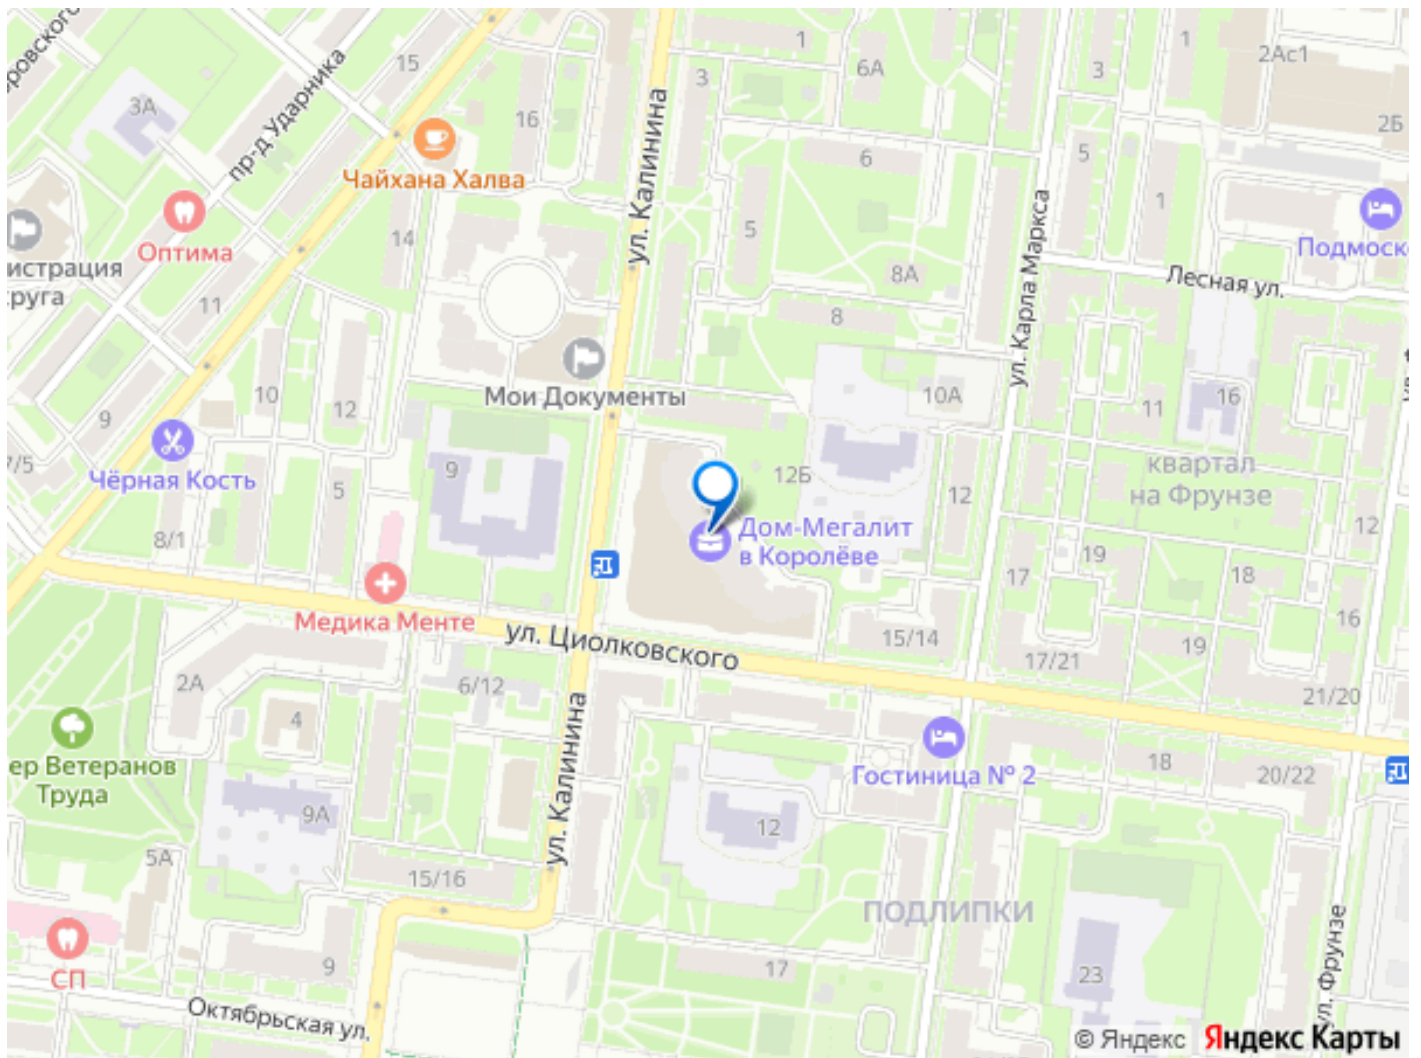 1
1
2Ас1
15
6А
3
3
3А
16
2Б
пр-д Ударника
ул. Калинина
6
5
Чайхана Халва
ул. Карла Маркса
1
5
14
Оптима
Подмоск
истрация
руга
8А
Лесная ул.
11
8
Мои Документы
10А
16
10
12
11
9
7/5
Чёрная Кость
9
5
12Б
12
квартал
на Фрунзе
12
8/1
Дом-Мегалит
в Королёве
19
17
18
Медика Менте
ул. Циолковского
15/14
16
19
17/21
2А
6/12
21/20
4
ул. Калинина
ер Ветеранов
Труда
Гостиница № 2
18
20/22
9А
12
5А
15/16
ПОДЛИПКИ
СП
9
17
23
ул. Фрунзе
Октябрьская ул.
© Яндекс Яндекс Карты